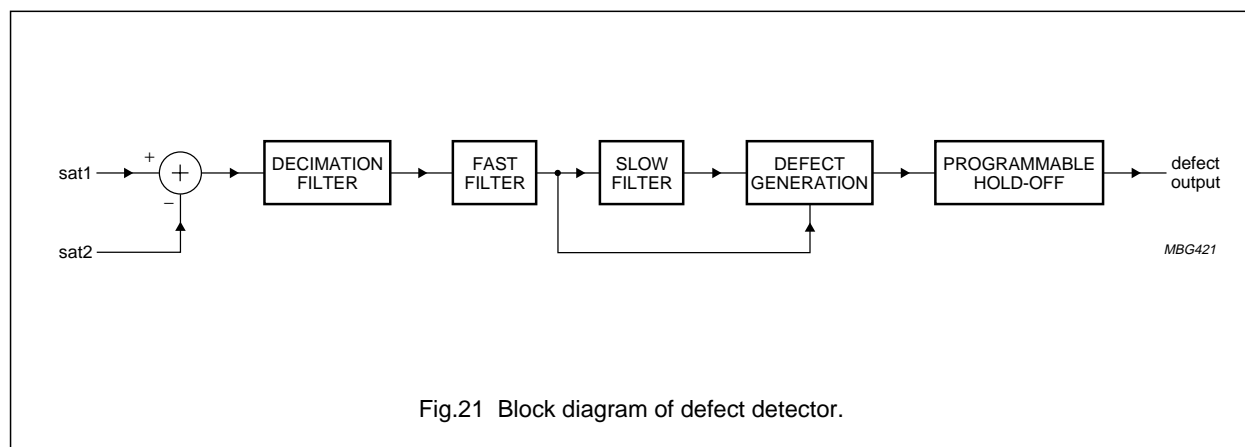 sat1
+
+
−
sat2
DECIMATION
FILTER
FAST
FILTER
SLOW
FILTER
DEFECT
GENERATION
PROGRAMMABLE
HOLD-OFF
defect
output
MBG421
Fig.21 Block diagram of defect detector.